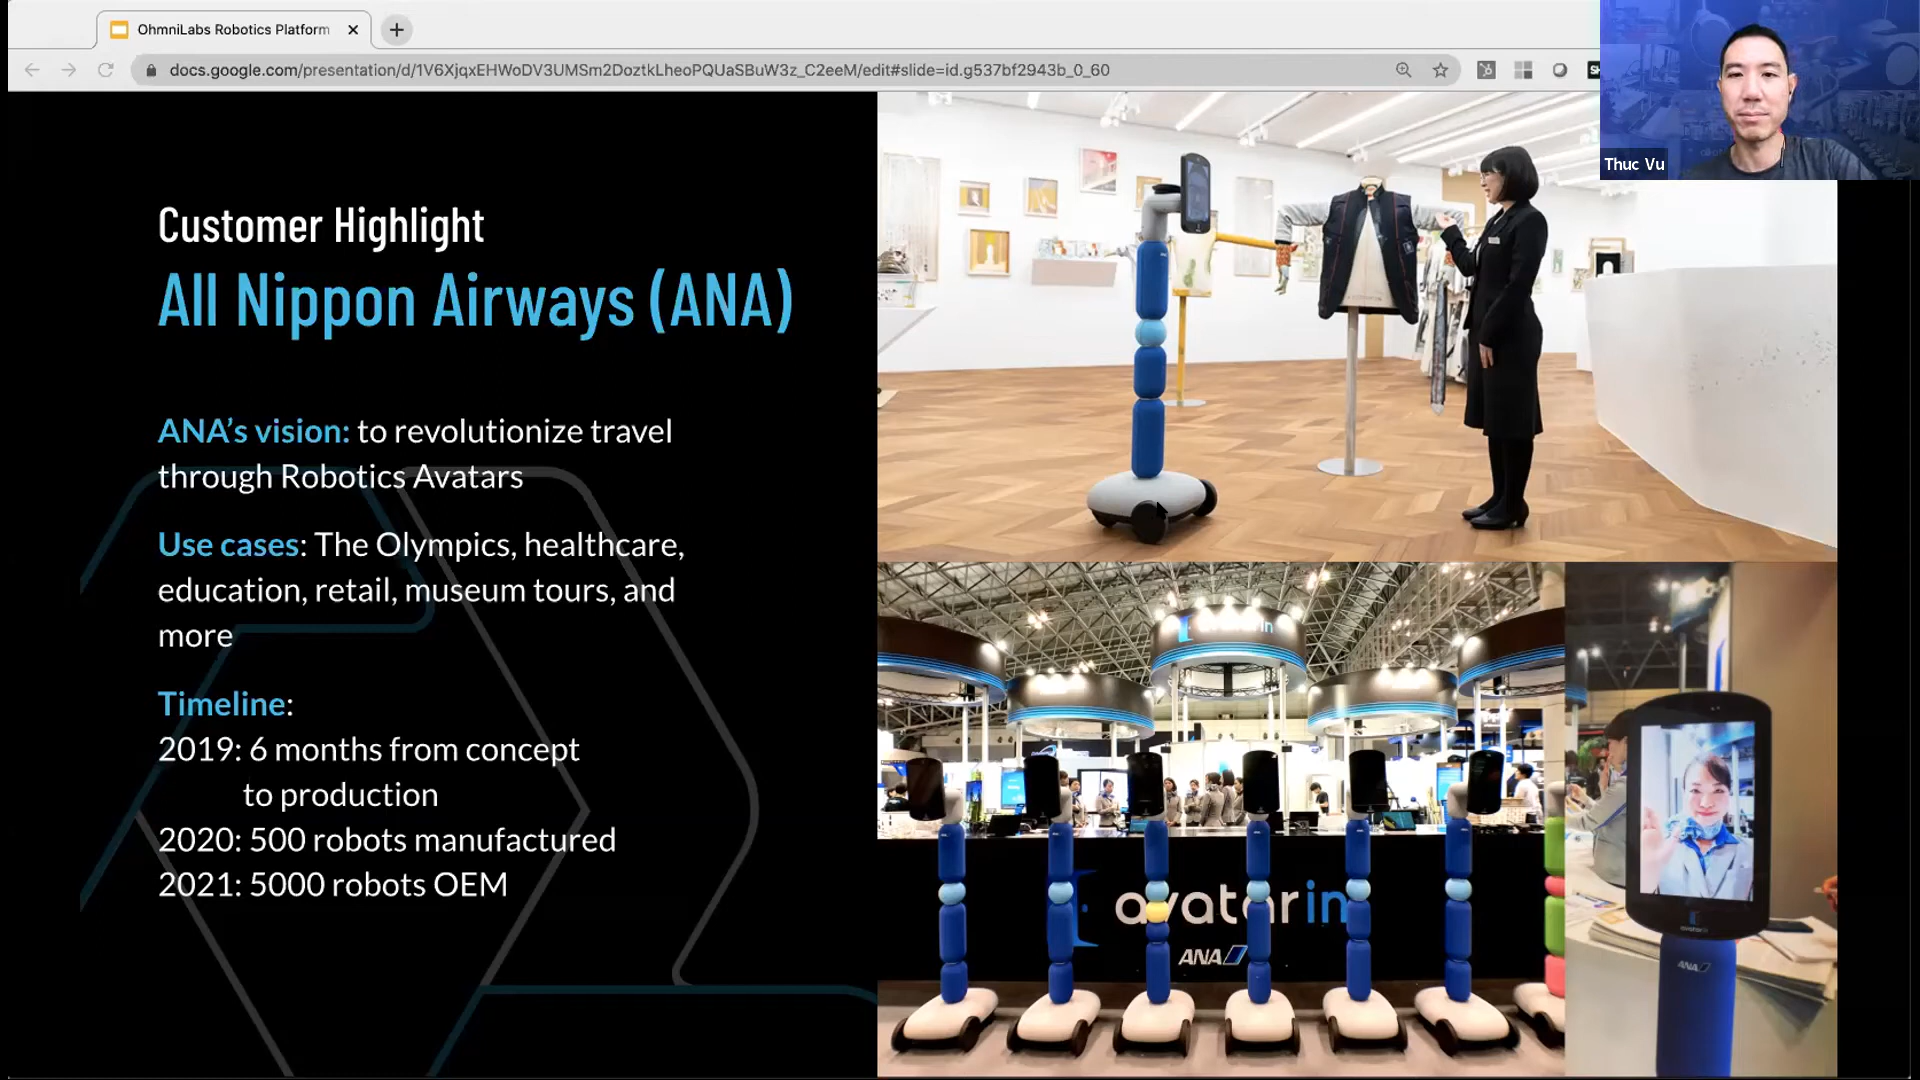 OhmniLabs Robotics Platform
docs.google.com/presentation/d/1V6XjqxEHWoDV3UMSm2DoztkLheoPQUaSBuW3z_C2eeM/edit#slide=id.g537bf2943b_0_60
Thuc Vu
Customer Highlight
All Nippon Airways (ANA)
ANA's vision: to revolutionize travel
through Robotics Avatars
Use cases: The Olympics, healthcare,
education, retail, museum tours, and
more
Timeline:
2019: 6 months from concept
to production
2020: 500 robots manufactured
2021: 5000 robots OEM
avatarin
avatarin
ANA
ANA